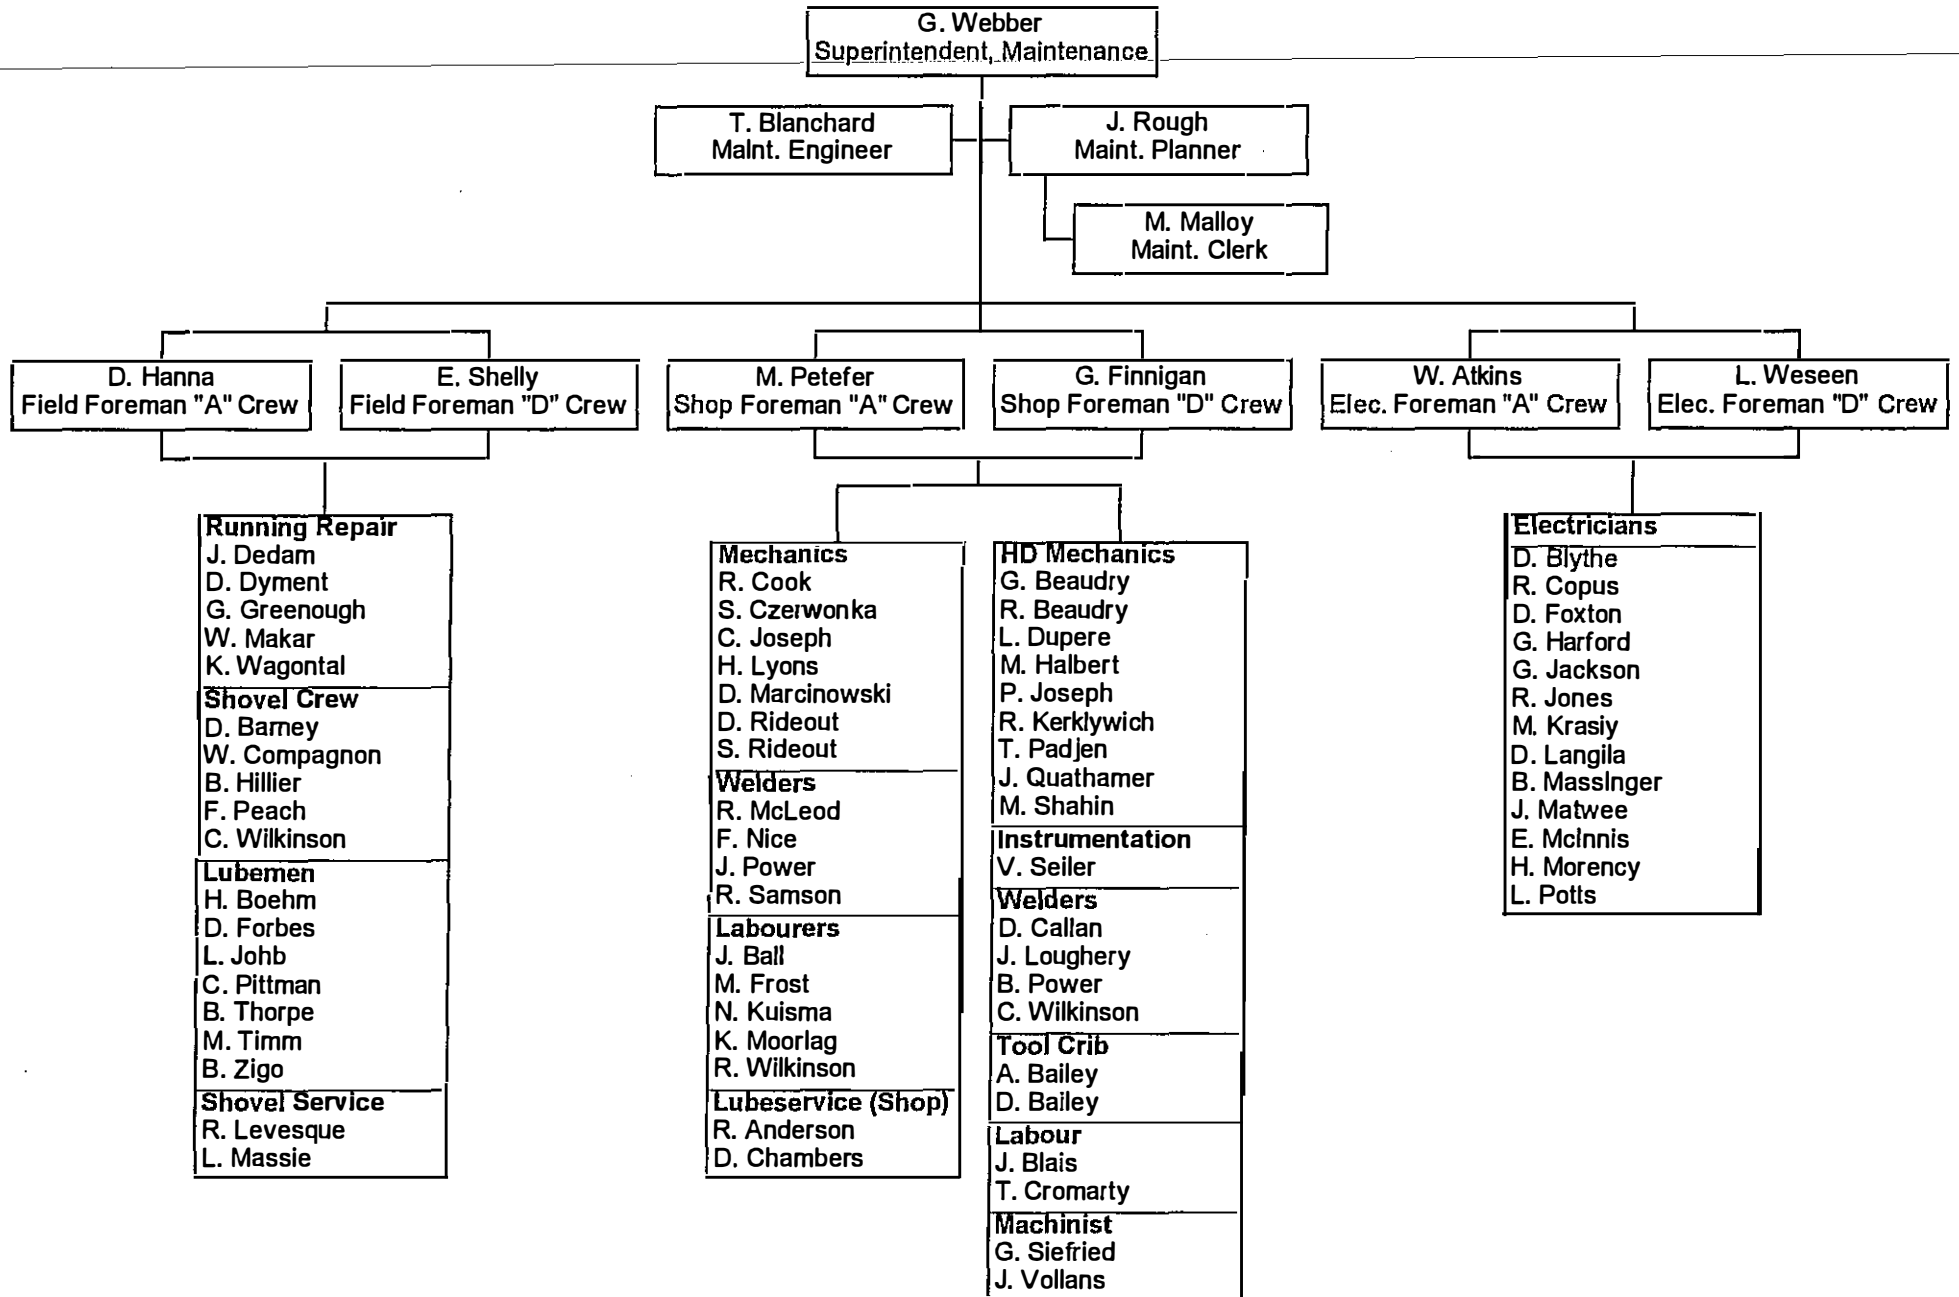 G. Webber
Superintendent, Maintenance
T. Blanchard
Maint. Engineer
J. Rough
Maint. Planner
M. Malloy
Maint. Clerk
D. Hanna
Field Foreman "A" Crew
E. Shelly
Field Foreman "D" Crew
M. Petefer
Shop Foreman "A" Crew
G. Finnigan
Shop Foreman "D" Crew
W. Atkins
Elec. Foreman "A" Crew
L. Weseen
Elec. Foreman "D" Crew
Running Repair
J. Dedam
D. Dyment
G. Greenough
W. Makar
K. Wagontal
Shovel Crew
D. Barney
W. Compagnon
B. Hillier
F. Peach
C. Wilkinson
Lubemen
H. Boehm
D. Forbes
L. Johb
C. Pittman
B. Thorpe
M. Timm
B. Zigo
Shovel Service
R. Levesque
L. Massie
Mechanics
R. Cook
S. Czerwonka
C. Joseph
H. Lyons
D. Marcinowski
D. Rideout
S. Rideout
Welders
R. McLeod
F. Nice
J. Power
R. Samson
Labourers
J. Ball
M. Frost
N. Kuisma
K. Moorlag
R. Wilkinson
Lubeservice (Shop)
R. Anderson
D. Chambers
HD Mechanics
G. Beaudry
R. Beaudry
L. Dupere
M. Halbert
P. Joseph
R. Kerklywich
T. Padjen
J. Quathamer
M. Shahin
Instrumentation
V. Seiler
Welders
D. Callan
J. Loughery
B. Power
C. Wilkinson
Tool Crib
A. Bailey
D. Bailey
Labour
J. Blais
T. Cromarty
Machinist
G. Siefried
J. Vollans
Electricians
D. Blythe
R. Copus
D. Foxton
G. Harford
G. Jackson
R. Jones
M. Krasiy
D. Langila
B. Massinger
J. Matwee
E. McInnis
H. Morency
L. Potts